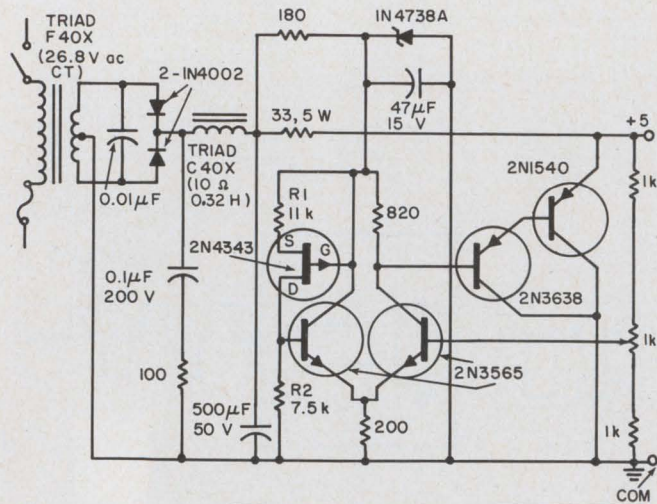 TRIAD
F40X
(26.8V ac
CT)
180
1N4738A
2-1N4002
47µF
15 V
33, 5 W
+5
TRIAD
C40X
(10 Ω
0.32 H)
0.01µF
R1
11 k
820
2N1540
1k
2N4343
S
G
D
2N3638
0.1µF
200 V
1k
100
R2
7.5 k
2N3565
500µF
50 V
200
1k
COM